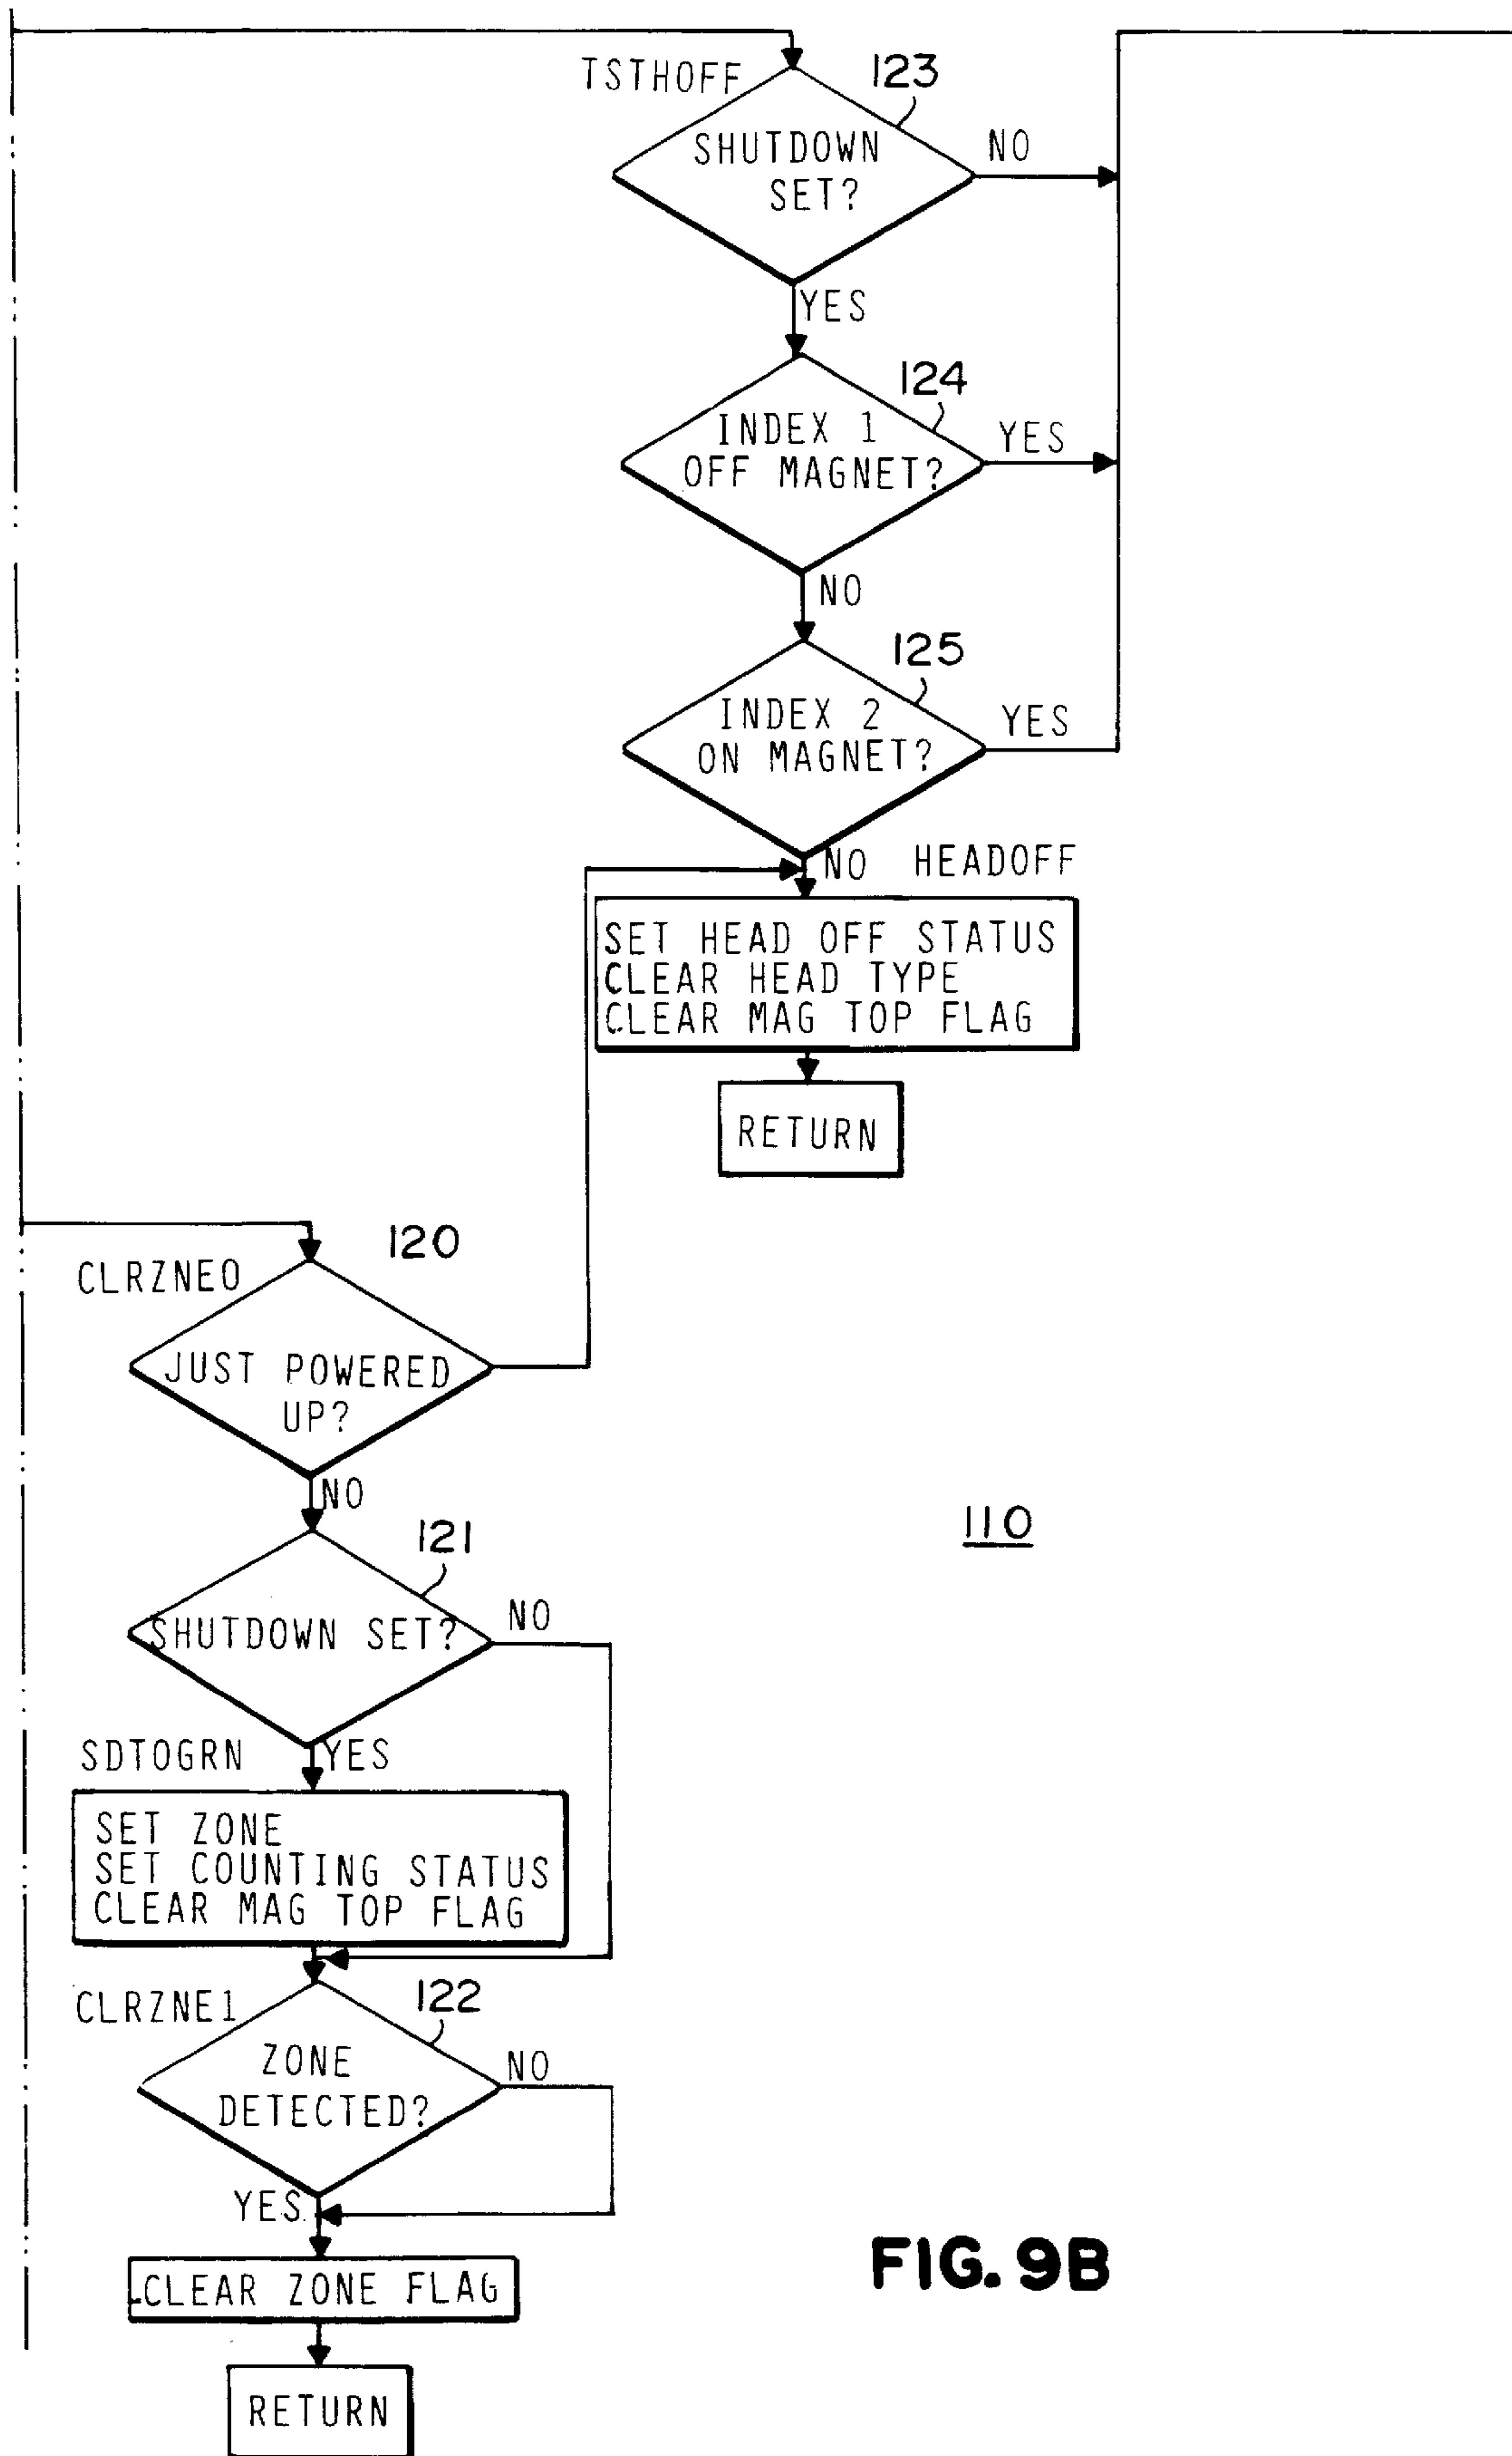 TSTHOFF
123
SHUTDOWN
SET?
NO
YES
124
INDEX 1
OFF MAGNET?
YES
NO
125
INDEX 2
ON MAGNET?
YES
NO
HEADOFF
SET HEAD OFF STATUS
CLEAR HEAD TYPE
CLEAR MAG TOP FLAG
RETURN
120
CLRZNE0
JUST POWERED
UP?
NO
121
SHUTDOWN SET?
NO
SDTOGRN
YES
SET ZONE
SET COUNTING STATUS
CLEAR MAG TOP FLAG
CLRZNE1
122
ZONE
DETECTED?
NO
YES
CLEAR ZONE FLAG
RETURN
110
FIG. 9B